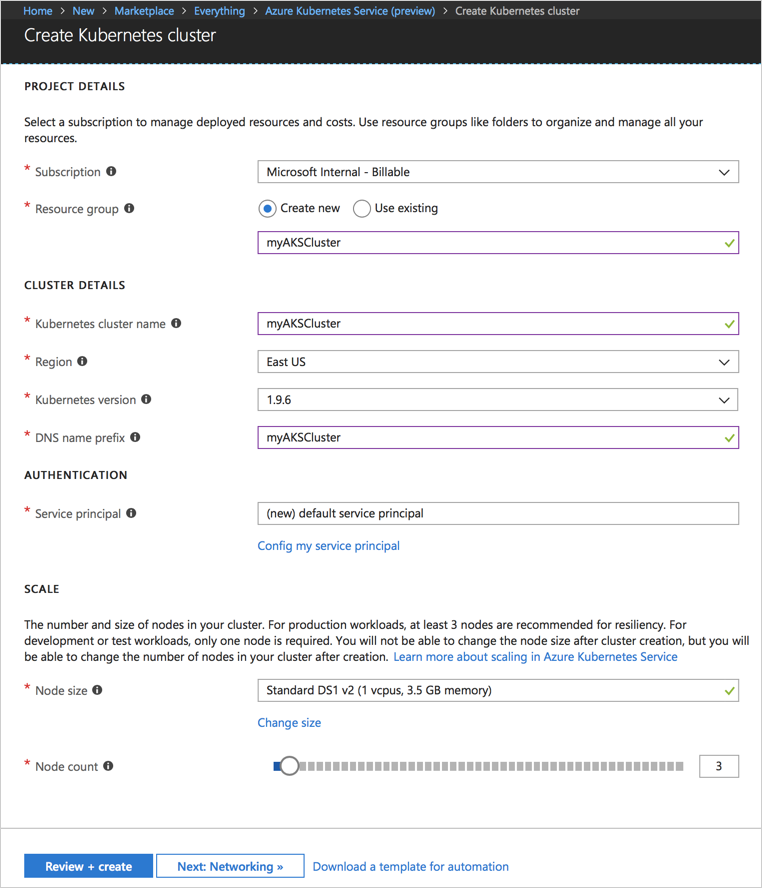 Home > New > Marketplace > Everything > Azure Kubernetes Service (preview) > Create Kubernetes cluster
Create Kubernetes cluster
PROJECT DETAILS
Select a subscription to manage deployed resources and costs. Use resource groups like folders to organize and manage all your
resources.
* Subscription Microsoft Internal - Billable
* Resource group Create new Use existing
myAKSCluster
CLUSTER DETAILS
* Kubernetes cluster name myAKSCluster
* Region East US
* Kubernetes version 1.9.6
* DNS name prefix myAKSCluster
AUTHENTICATION
* Service principal (new) default service principal
Config my service principal
SCALE
The number and size of nodes in your cluster. For production workloads, at least 3 nodes are recommended for resiliency. For
development or test workloads, only one node is required. You will not be able to change the node size after cluster creation, but you will
be able to change the number of nodes in your cluster after creation. Learn more about scaling in Azure Kubernetes Service
* Node size Standard DS1 v2 (1 vcpus, 3.5 GB memory)
Change size
* Node count 3
Review + create Next: Networking » Download a template for automation